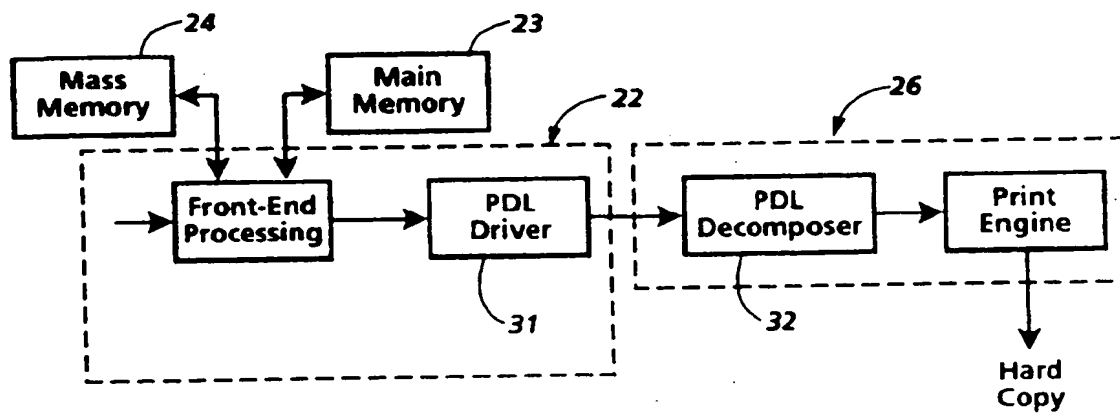 24
23
Mass
Memory
Main
Memory
22
26
Front-End
Processing
PDL
Driver
PDL
Decomposer
Print
Engine
31
32
Hard
Copy